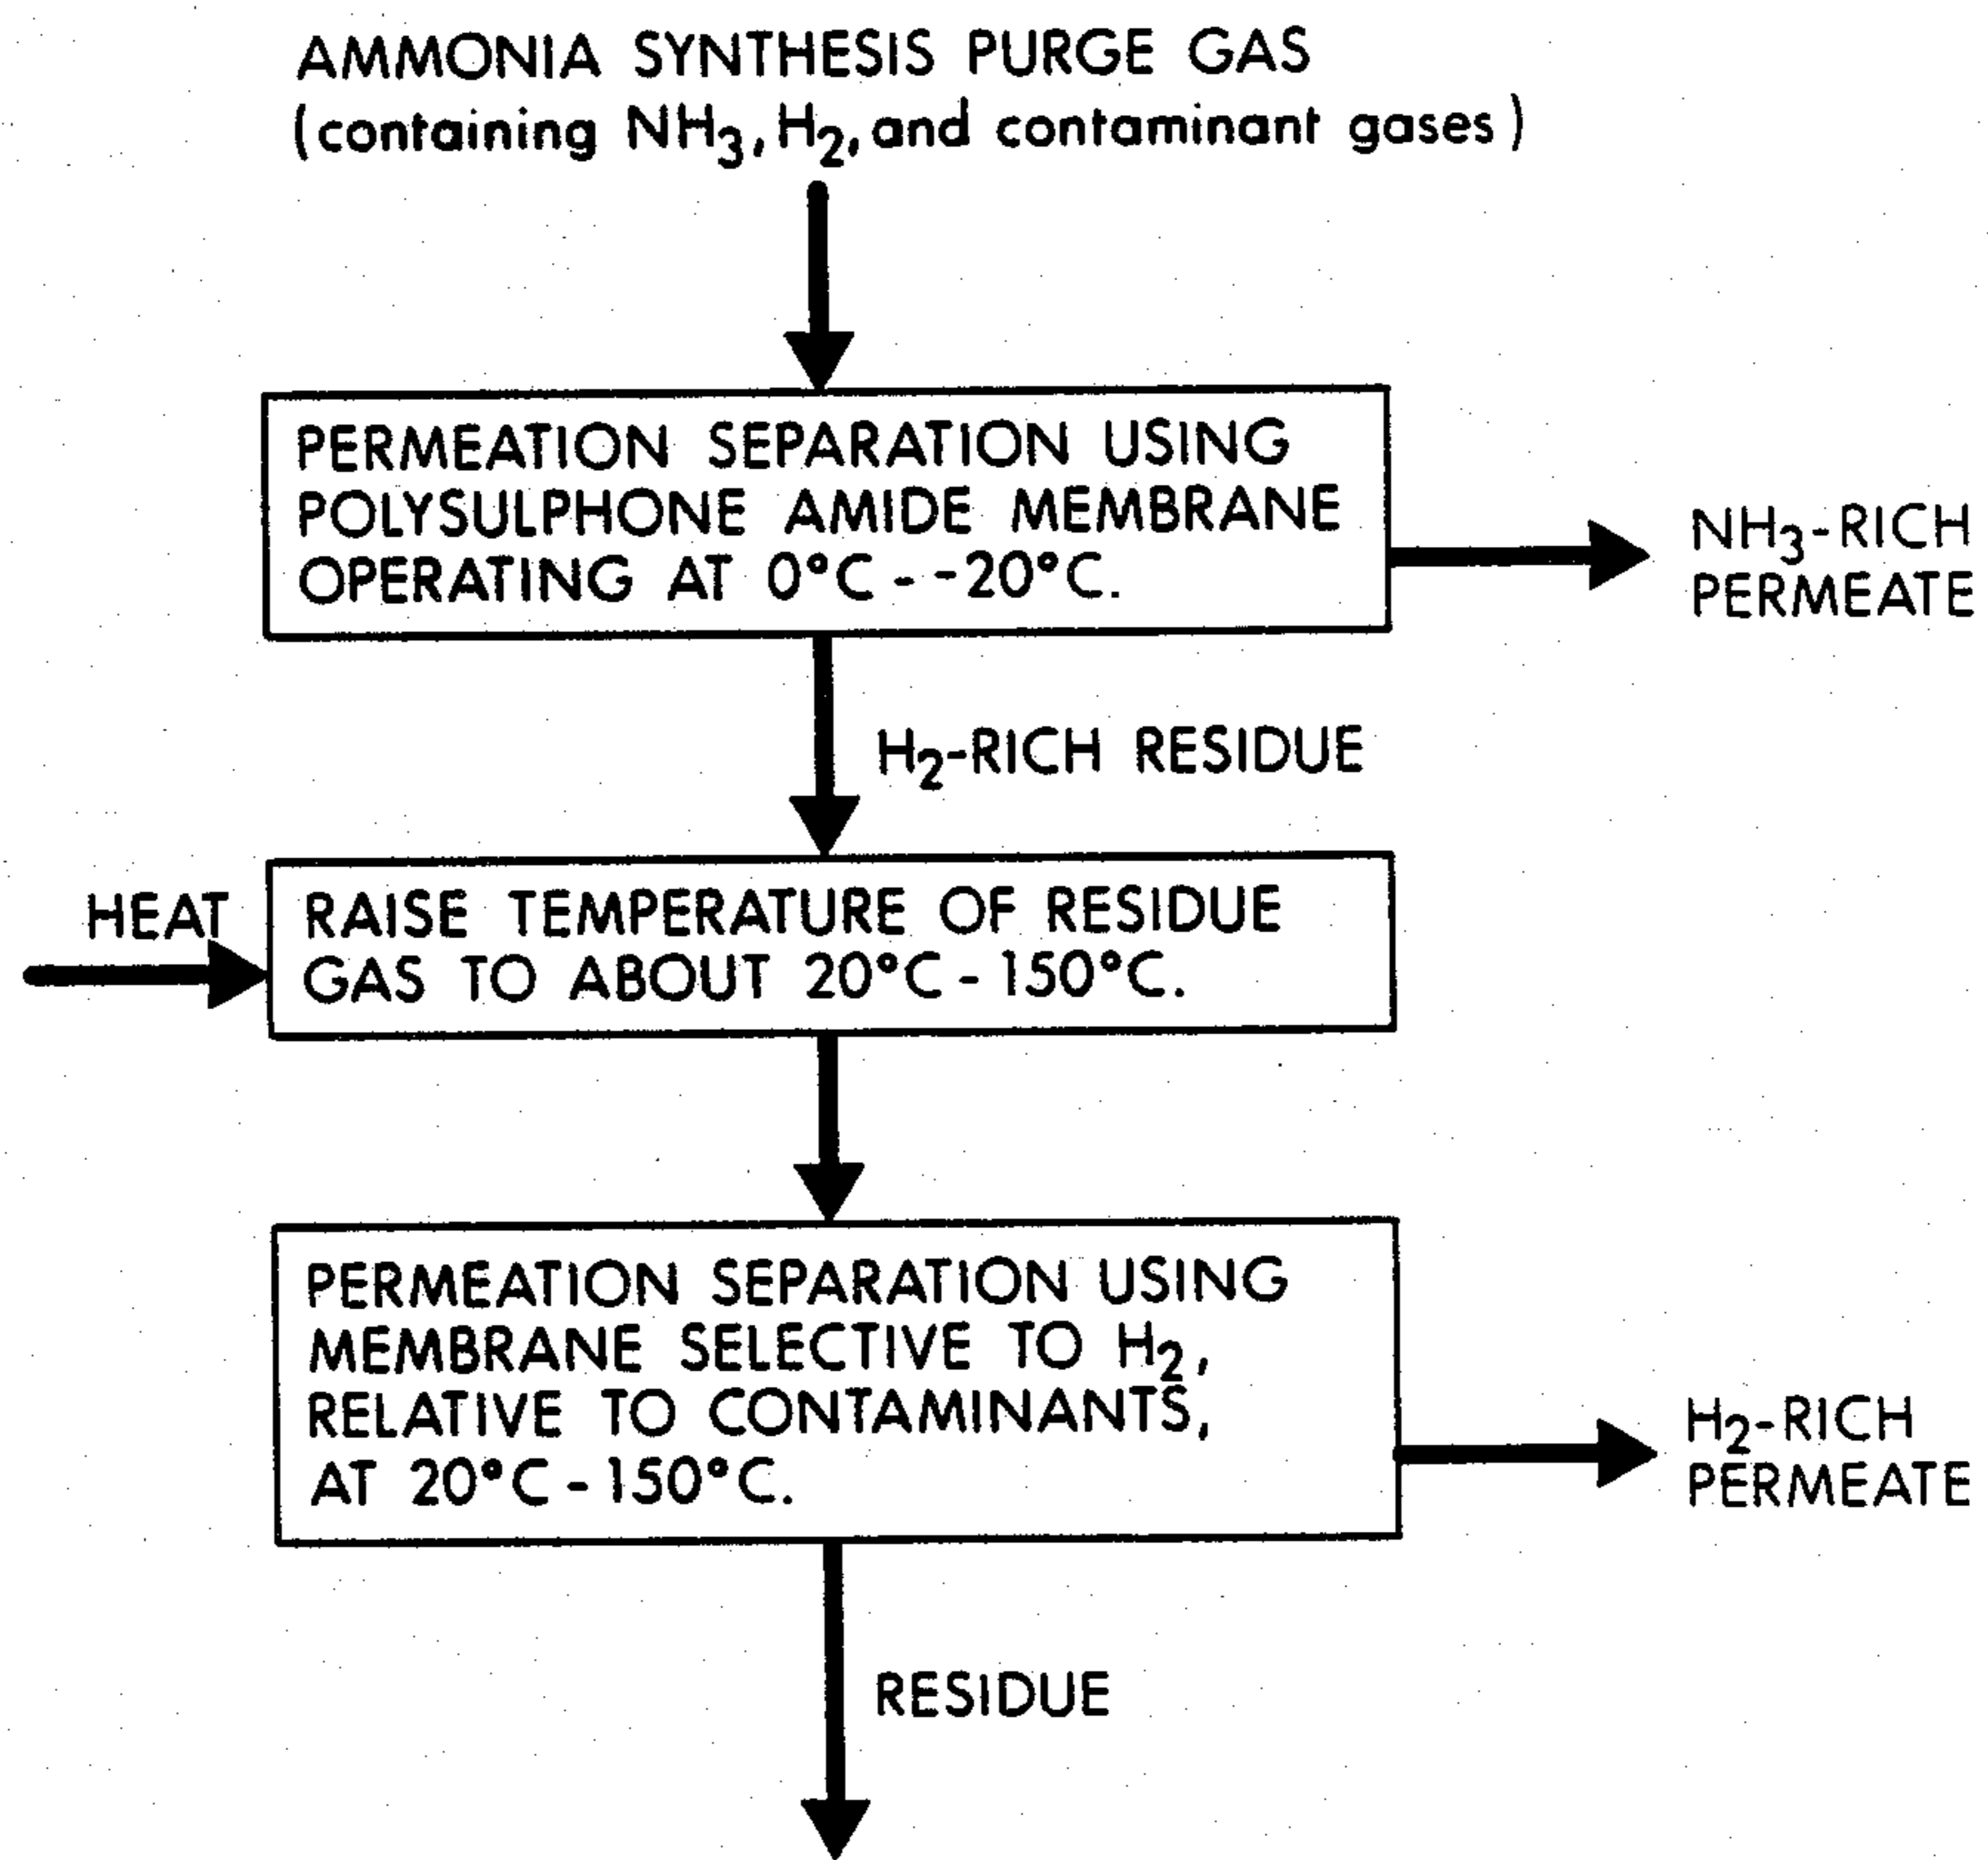 AMMONIA SYNTHESIS PURGE GAS
(containing NH₃, H₂, and contaminant gases)
PERMEATION SEPARATION USING
POLYSULPHONE AMIDE MEMBRANE
OPERATING AT 0°C - -20°C.
NH₃-RICH
PERMEATE
H₂-RICH RESIDUE
HEAT
RAISE TEMPERATURE OF RESIDUE
GAS TO ABOUT 20°C - 150°C.
PERMEATION SEPARATION USING
MEMBRANE SELECTIVE TO H₂,
RELATIVE TO CONTAMINANTS,
AT 20°C - 150°C.
H₂-RICH
PERMEATE
RESIDUE